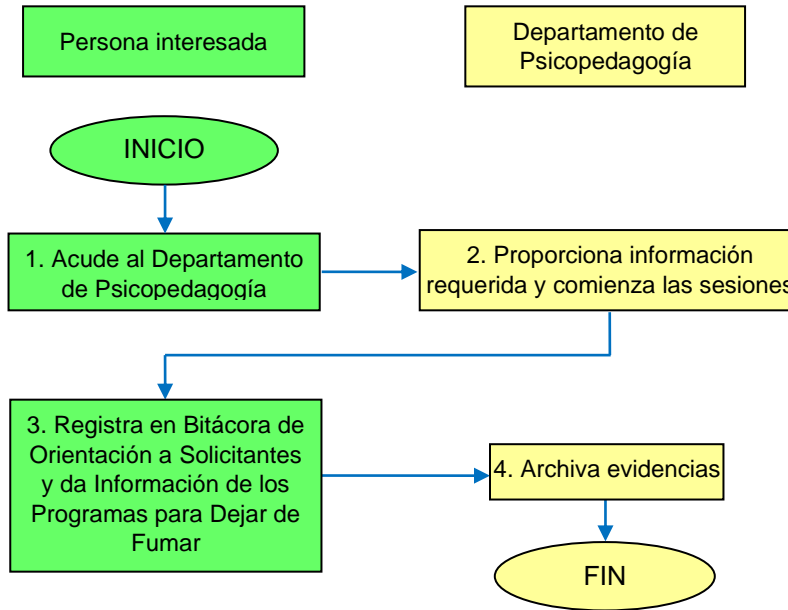 Persona interesada
Departamento de
Psicopedagogía
INICIO
1. Acude al Departamento
de Psicopedagogía
2. Proporciona información
requerida y comienza las sesiones
3. Registra en Bitácora de
Orientación a Solicitantes
y da Información de los
Programas para Dejar de
Fumar
4. Archiva evidencias
FIN